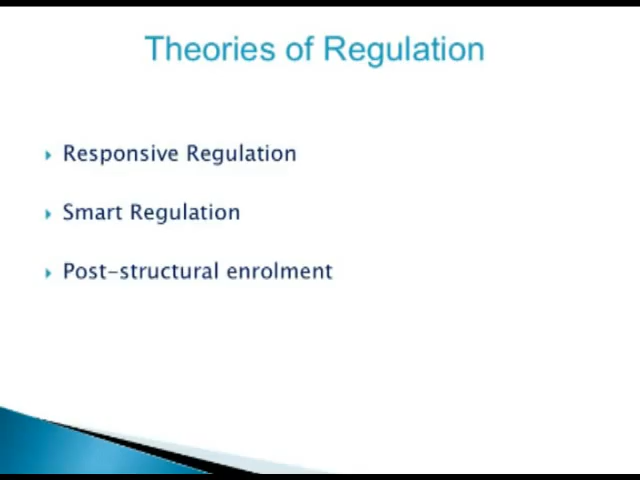 Theories of Regulation
Responsive Regulation
Smart Regulation
Post-structural enrolment